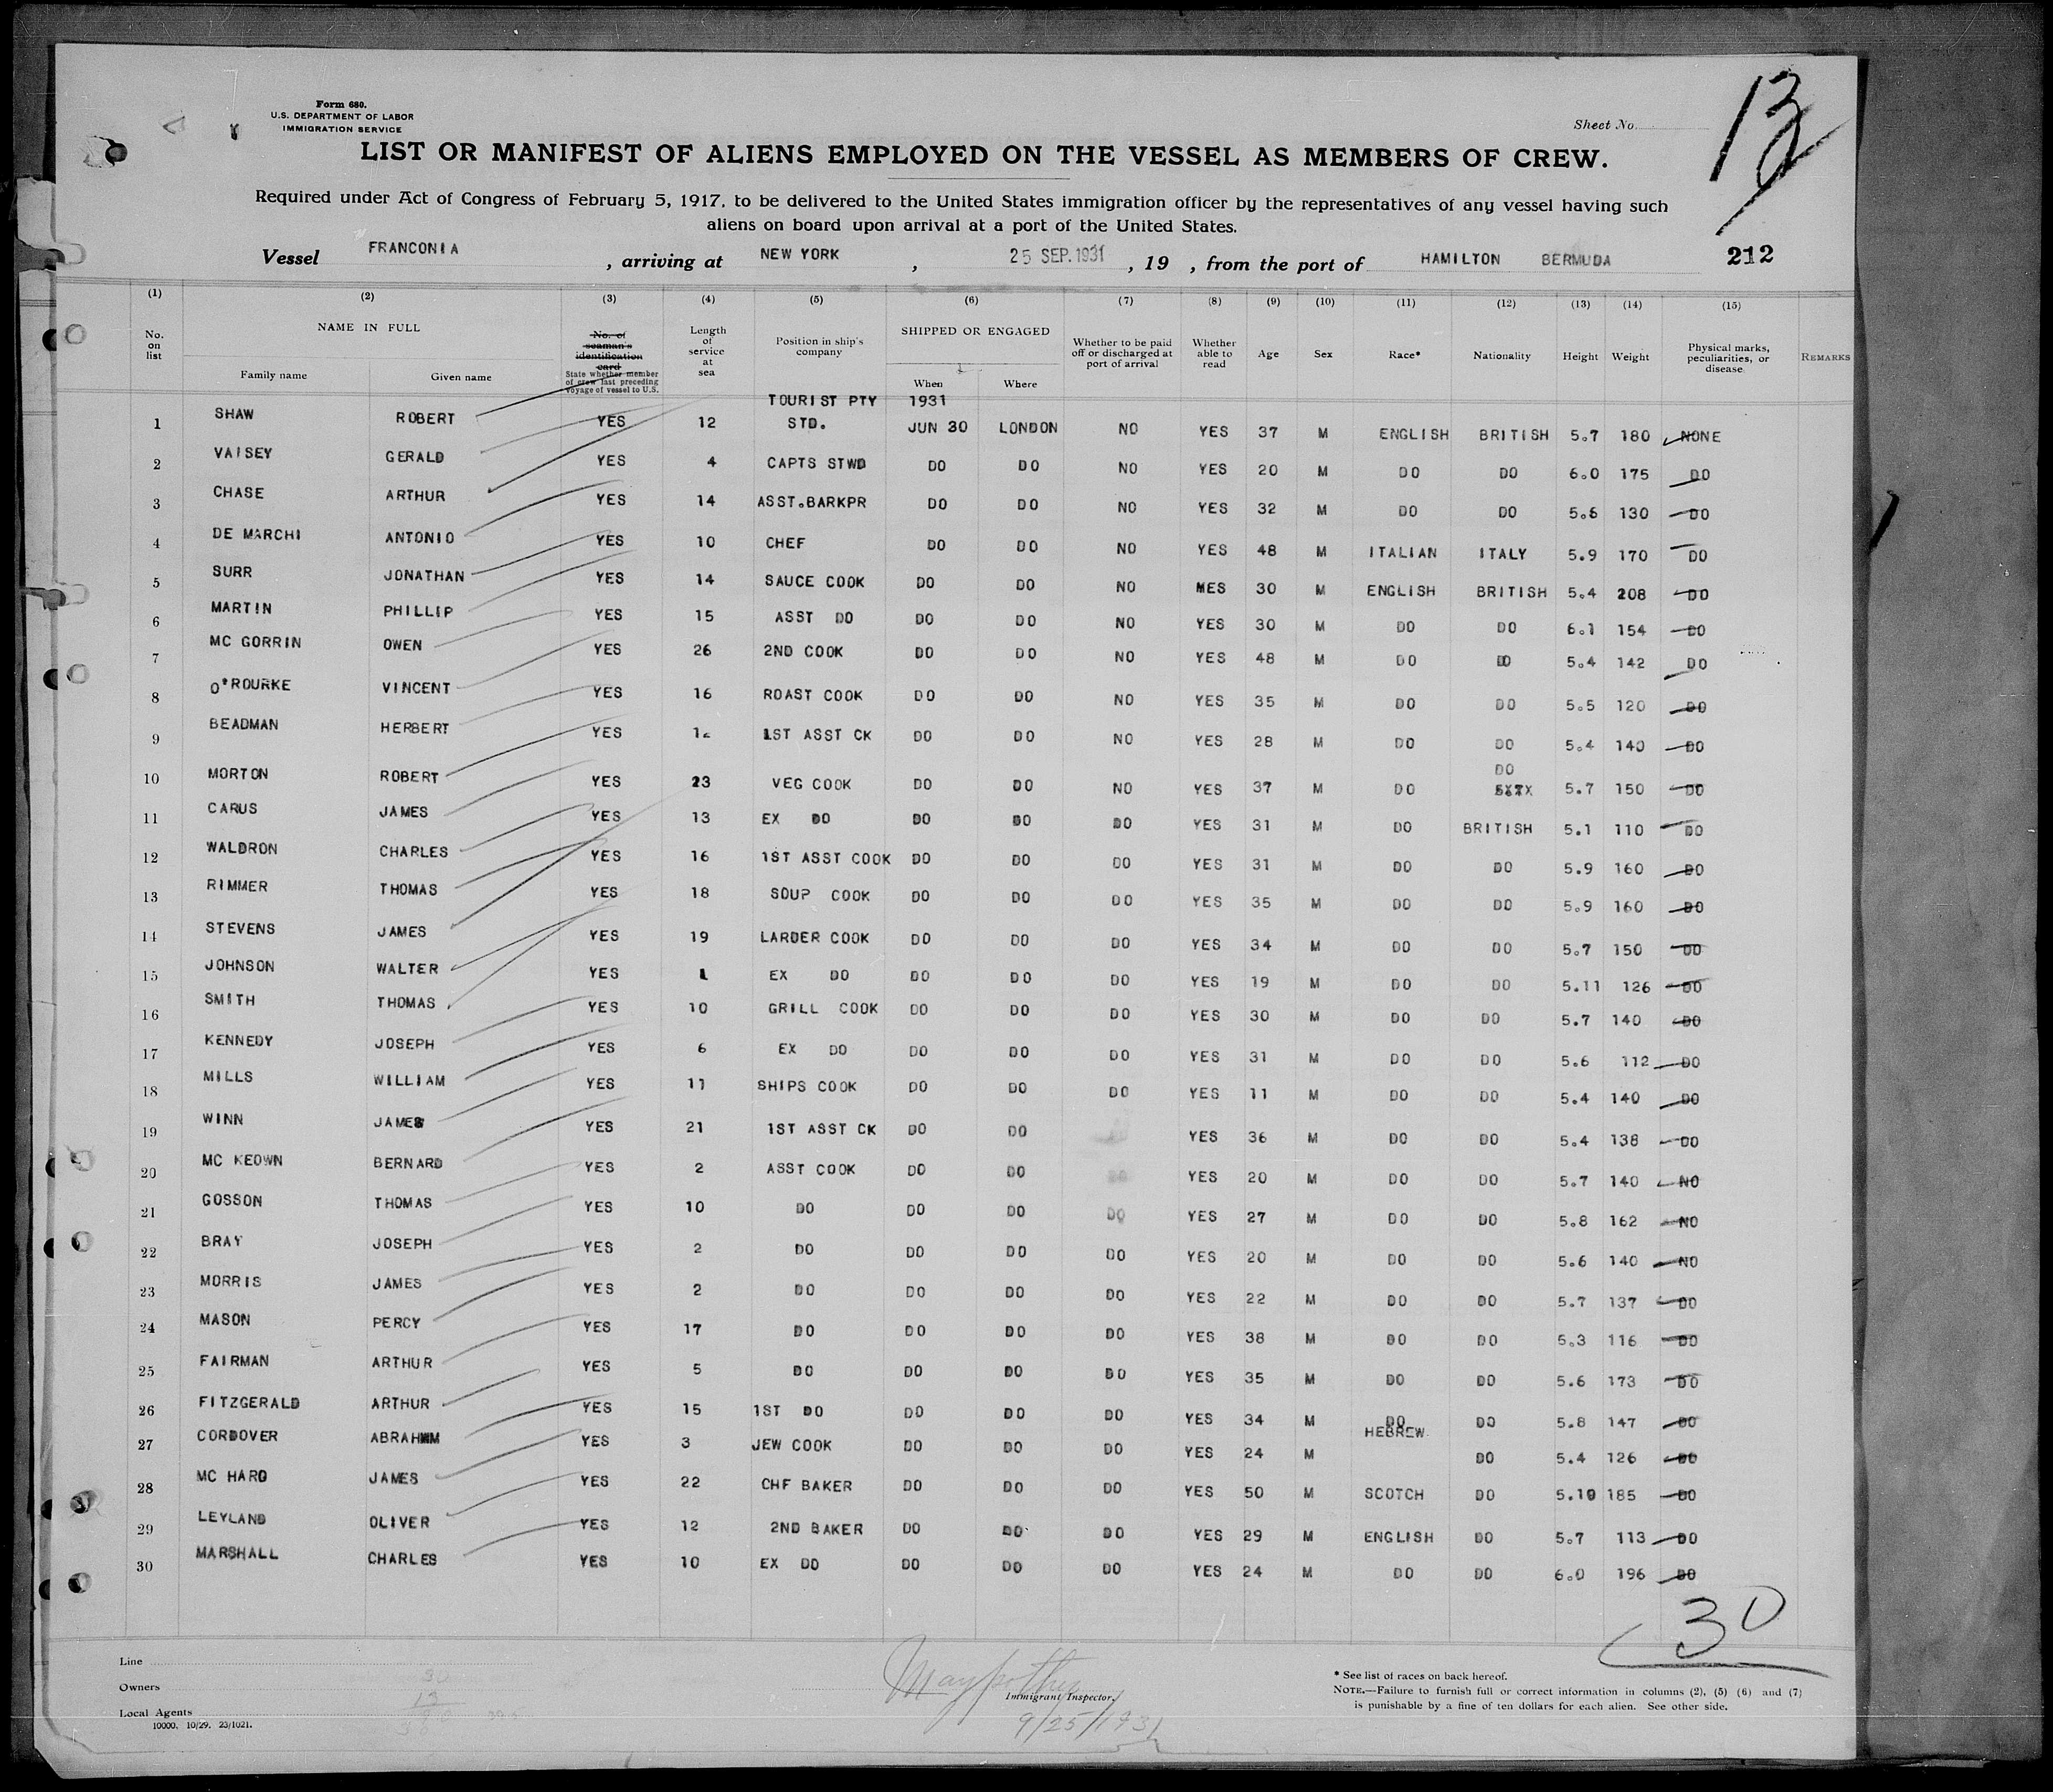 Form 680.
U.S. DEPARTMENT OF LABOR
IMMIGRATION SERVICE
Sheet No.
13
LIST OR MANIFEST OF ALIENS EMPLOYED ON THE VESSEL AS MEMBERS OF CREW.
Required under Act of Congress of February 5, 1917, to be delivered to the United States immigration officer by the representatives of any vessel having such
aliens on board upon arrival at a port of the United States.
Vessel FRANCONIA , arriving at NEW YORK , 25 SEP. 1931 , 19 , from the port of HAMILTON BERMUDA 212
(1) (2) (3) (4) (5) (6) (7) (8) (9) (10) (11) (12) (13) (14) (15)
No. on list NAME IN FULL Family name Given name No. of seaman's identification card State whether member of crew last preceding voyage of vessel to U.S. Length of service at sea Position in ship's company SHIPPED OR ENGAGED When Where Whether to be paid off or discharged at port of arrival Whether able to read Age Sex Race* Nationality Height Weight Physical marks, peculiarities, or disease REMARKS
TOURIST PTY 1931
1 SHAW ROBERT YES 12 STD. JUN 30 LONDON NO YES 37 M ENGLISH BRITISH 5.7 180 NONE
2 VAISEY GERALD YES 4 CAPTS STWD DO DO NO YES 20 M DO DO 6.0 175 DO
3 CHASE ARTHUR YES 14 ASST.BARKPR DO DO NO YES 32 M DO DO 5.6 130 DO
4 DE MARCHI ANTONIO YES 10 CHEF DO DO NO YES 48 M ITALIAN ITALY 5.9 170 DO
5 SURR JONATHAN YES 14 SAUCE COOK DO DO NO MES 30 M ENGLISH BRITISH 5.4 208 DO
6 MARTIN PHILLIP YES 15 ASST DO DO DO NO YES 30 M DO DO 6.1 154 DO
7 MC GORRIN OWEN YES 26 2ND COOK DO DO NO YES 48 M DO DO 5.4 142 DO
8 O'ROURKE VINCENT YES 16 ROAST COOK DO DO NO YES 35 M DO DO 5.5 120 DO
9 BEADMAN HERBERT YES 12 1ST ASST CK DO DO NO YES 28 M DO DO 5.4 140 DO
10 MORTON ROBERT YES 23 VEG COOK DO DO NO YES 37 M DO DO 5.7 150 DO
11 CARUS JAMES YES 13 EX DO DO DO DO YES 31 M DO BRITISH 5.1 110 DO
12 WALDRON CHARLES YES 16 1ST ASST COOK DO DO DO YES 31 M DO DO 5.9 160 DO
13 RIMMER THOMAS YES 18 SOUP COOK DO DO DO YES 35 M DO DO 5.9 160 DO
14 STEVENS JAMES YES 19 LARDER COOK DO DO DO YES 34 M DO DO 5.7 150 DO
15 JOHNSON WALTER YES 1 EX DO DO DO DO YES 19 M DO DO 5.11 126 DO
16 SMITH THOMAS YES 10 GRILL COOK DO DO DO YES 30 M DO DO 5.7 140 DO
17 KENNEDY JOSEPH YES 6 EX DO DO DO DO YES 31 M DO DO 5.6 112 DO
18 MILLS WILLIAM YES 11 SHIPS COOK DO DO DO YES 11 M DO DO 5.4 140 DO
19 WINN JAMES YES 21 1ST ASST CK DO DO YES 36 M DO DO 5.4 138 DO
20 MC KEOWN BERNARD YES 2 ASST COOK DO DO DO YES 20 M DO DO 5.7 140 NO
21 GOSSON THOMAS YES 10 DO DO DO DO YES 27 M DO DO 5.8 162 NO
22 BRAY JOSEPH YES 2 DO DO DO DO YES 20 M DO DO 5.6 140 NO
23 MORRIS JAMES YES 2 DO DO DO DO YES 22 M DO DO 5.7 137 DO
24 MASON PERCY YES 17 DO DO DO DO YES 38 M DO DO 5.3 116 DO
25 FAIRMAN ARTHUR YES 5 DO DO DO DO YES 35 M DO DO 5.6 173 DO
26 FITZGERALD ARTHUR YES 15 1ST DO DO DO DO YES 34 M DO DO 5.8 147 DO
27 CORDOVER ABRAHAM YES 3 JEW COOK DO DO DO YES 24 M HEBREW DO 5.4 126 DO
28 MC HARG JAMES YES 22 CHF BAKER DO DO DO YES 50 M SCOTCH DO 5.10 185 DO
29 LEYLAND OLIVER YES 12 2ND BAKER DO DO DO YES 29 M ENGLISH DO 5.7 113 DO
30 MARSHALL CHARLES YES 10 EX DO DO DO DO YES 24 M DO DO 6.0 196 DO
30
Line
Owners
Local Agents
10000. 10/29. 23/1021.
Immigrant Inspector.
9/25/1931
* See list of races on back hereof.
NOTE.—Failure to furnish full or correct information in columns (2), (5) (6) and (7)
is punishable by a fine of ten dollars for each alien. See other side.